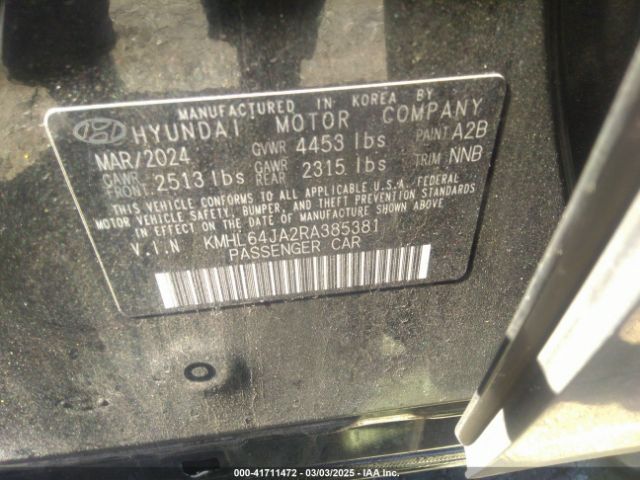 MANUFACTURED IN KOREA BY
HYUNDAI MOTOR COMPANY
MAR/2024 GVWR 4453 lbs PAINT A2B
GAWR FRONT 2513 lbs GAWR REAR 2315 lbs TRIM NNB
THIS VEHICLE CONFORMS TO ALL APPLICABLE U.S.A. FEDERAL
MOTOR VEHICLE SAFETY, BUMPER, AND THEFT PREVENTION STANDARDS
IN EFFECT ON THE DATE OF MANUFACTURE SHOWN ABOVE.
V.I.N KMHL64JA2RA385381
PASSENGER CAR
000-41711472 — 03/03/2025 — IAA Inc.